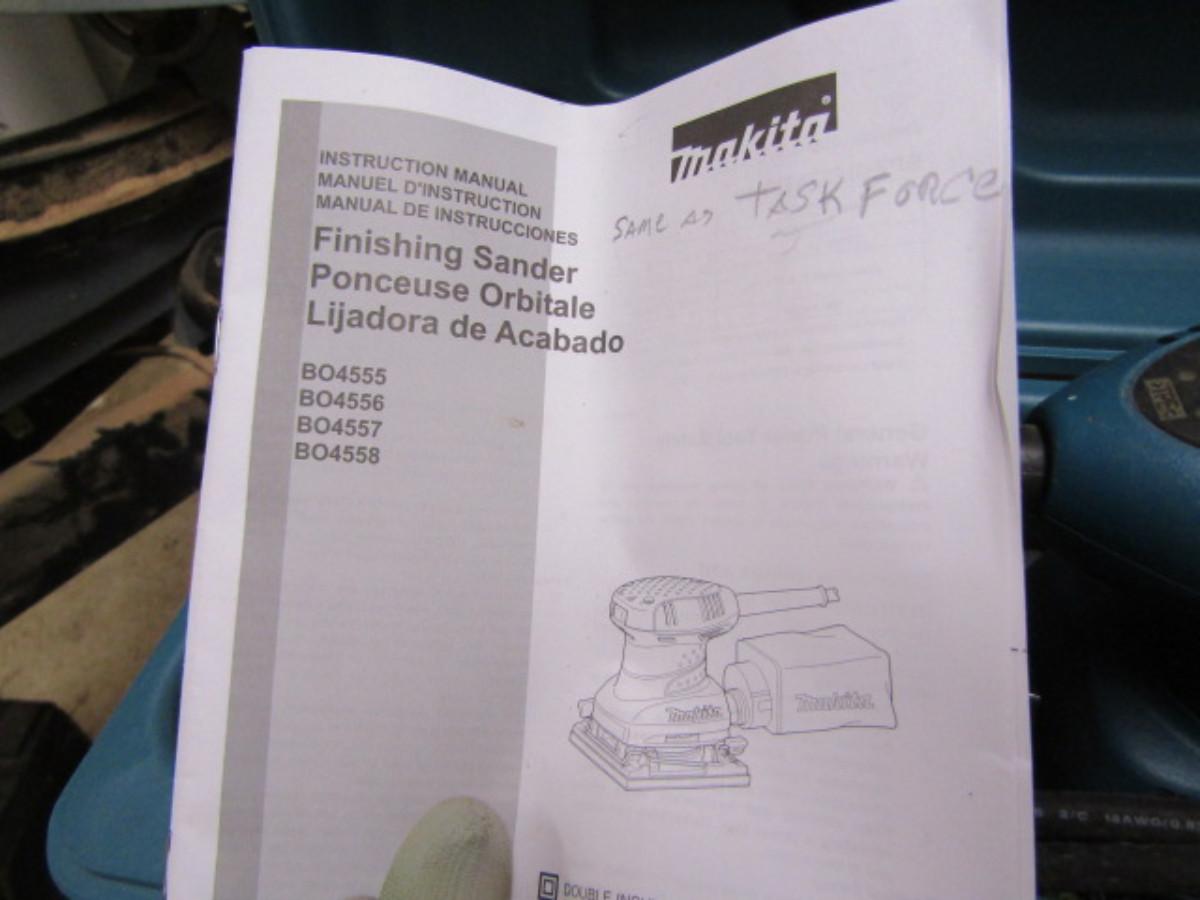 makita
SAME AS TASK FORCE
INSTRUCTION MANUAL
MANUEL D'INSTRUCTION
MANUAL DE INSTRUCCIONES
Finishing Sander
Ponceuse Orbitale
Lijadora de Acabado
BO4555
BO4556
BO4557
BO4558
Makita
Makita
DOUBLE